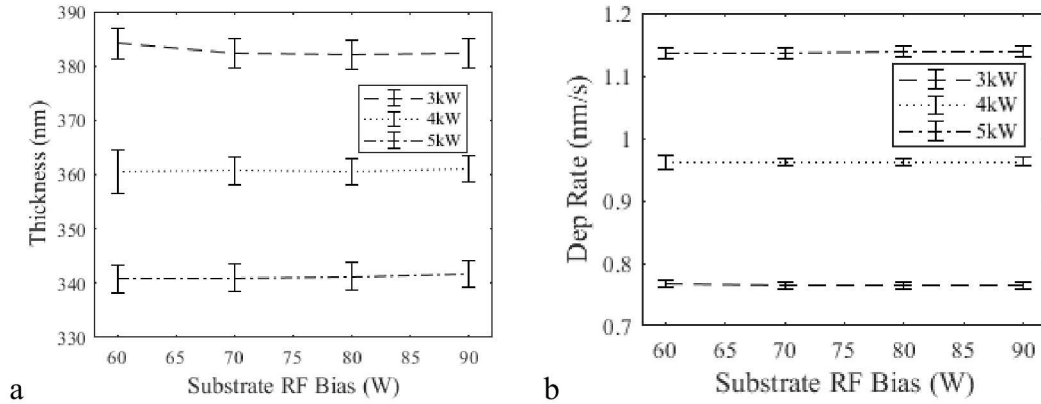 390
380
370
360
350
340
330
Thickness (nm)
3kW
4kW
5kW
60 65 70 75 80 85 90
Substrate RF Bias (W)
a
1.2
1.1
1
0.9
0.8
0.7
Dep Rate (nm/s)
3kW
4kW
5kW
60 65 70 75 80 85 90
Substrate RF Bias (W)
b